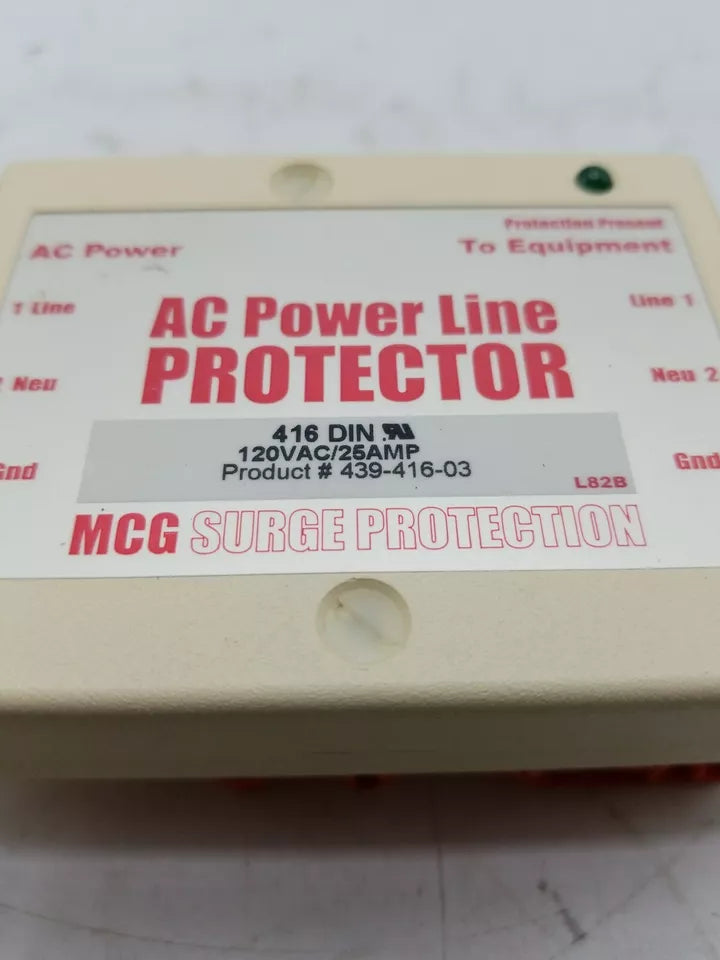 Protection Present
AC Power To Equipment
1 Line Line 1
AC Power Line
PROTECTOR
Neu Neu 2
416 DIN
120VAC/25AMP
Product # 439-416-03
Gnd Gnd
L82B
MCG SURGE PROTECTION